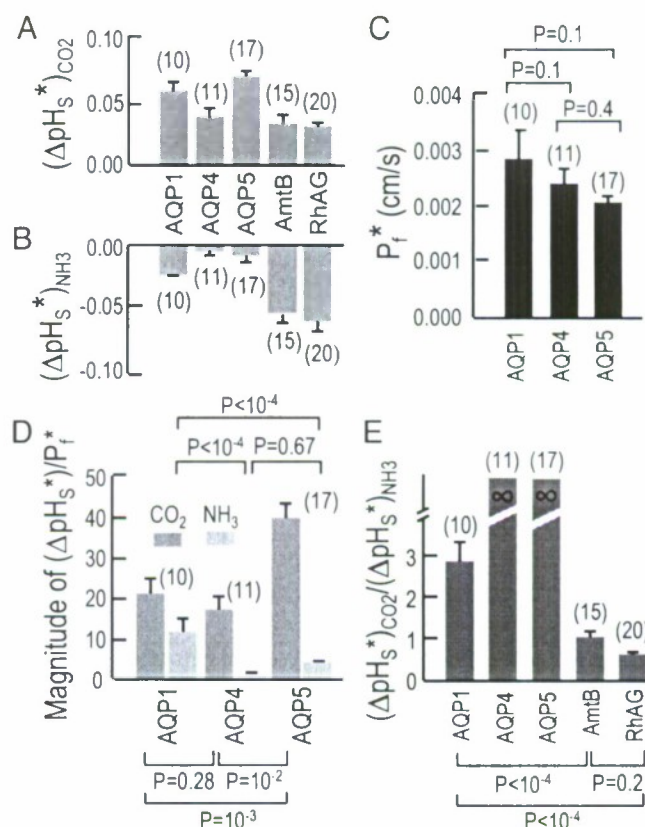 A
(ΔpHS*)CO2
0.10
0.05
0.00
(10)
(11)
(17)
(15)
(20)
AQP1
AQP4
AQP5
AmtB
RhAG
B
(ΔpHS*)NH3
0.00
-0.05
-0.10
(10)
(11)
(17)
(15)
(20)
C
P=0.1
P=0.1
P=0.4
Pf* (cm/s)
0.004
0.003
0.002
0.001
0.000
(10)
(11)
(17)
AQP1
AQP4
AQP5
D
P<10-4
P<10-4
P=0.67
Magnitude of (ΔpHS*)/Pf*
50
40
30
20
10
0
CO2
NH3
(10)
(11)
(17)
AQP1
AQP4
AQP5
P=0.28
P=10-2
P=10-3
E
(ΔpHS*)CO2/(ΔpHS*)NH3
3
2
1
0
(10)
(11)
(17)
(15)
(20)
∞
∞
AQP1
AQP4
AQP5
AmtB
RhAG
P<10-4
P=0.2
P<10-4